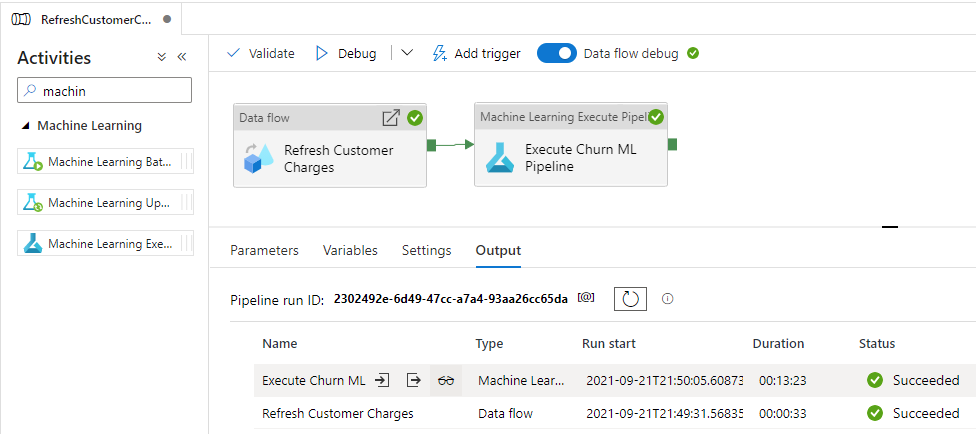 RefreshCustomerC...
Activities
machin
Machine Learning
Machine Learning Bat...
Machine Learning Up...
Machine Learning Exe...
Validate
Debug
Add trigger
Data flow debug
Data flow
Refresh Customer
Charges
Machine Learning Execute Pipel
Execute Churn ML
Pipeline
Parameters
Variables
Settings
Output
Pipeline run ID: 2302492e-6d49-47cc-a7a4-93aa26cc65da [@]
Name Type Run start Duration Status
Execute Churn ML Machine Lear... 2021-09-21T21:50:05.60873 00:13:23 Succeeded
Refresh Customer Charges Data flow 2021-09-21T21:49:31.56835 00:00:33 Succeeded